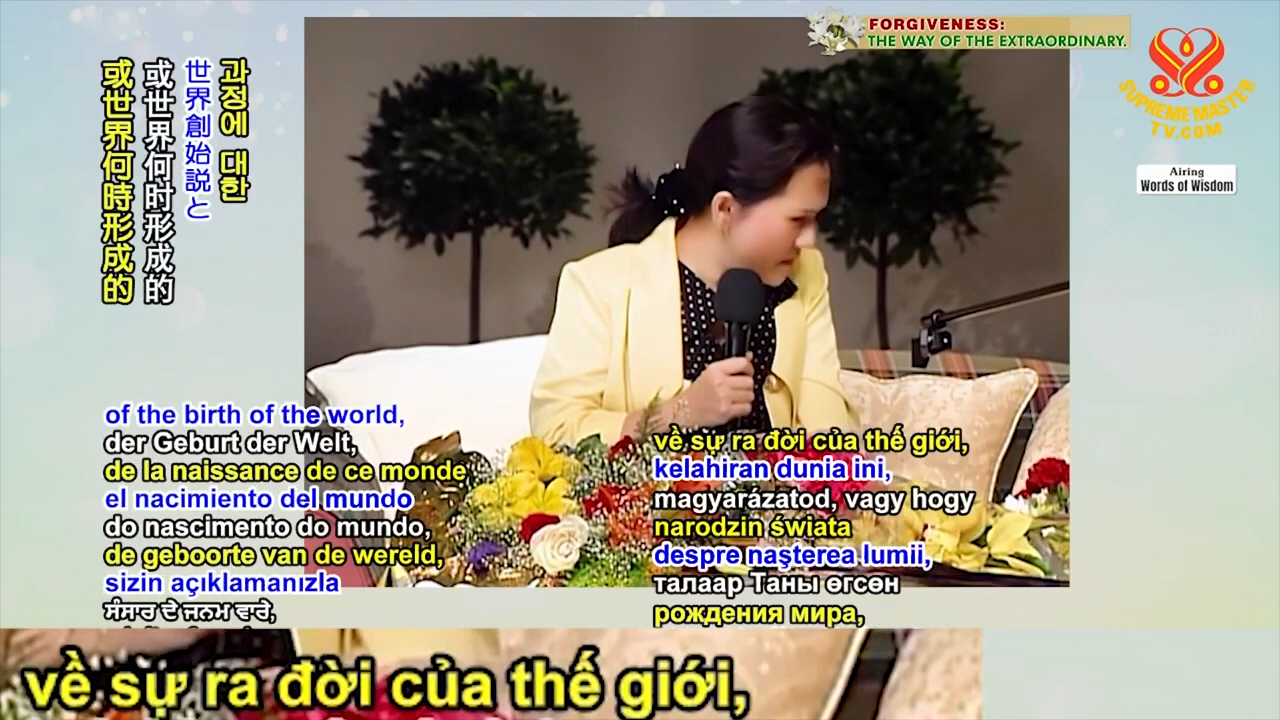 FORGIVENESS:
THE WAY OF THE EXTRAORDINARY.
SUPREME MASTER
TV.COM
Airing
Words of Wisdom
과정에 대한
世界創始説と
或世界何时形成的
或世界何時形成的
of the birth of the world,
der Geburt der Welt,
de la naissance de ce monde
el nacimiento del mundo
do nascimento do mundo,
de geboorte van de wereld,
sizin açıklamanızla
ਸੰਸਾਰ ਦੇ ਜਨਮ ਵਾਰੇ,
về sự ra đời của thế giới,
kelahiran dunia ini,
magyarázatod, vagy hogy
narodzin świata
despre naşterea lumii,
талаар Таны өгсөн
рождения мира,
về sự ra đời của thế giới,